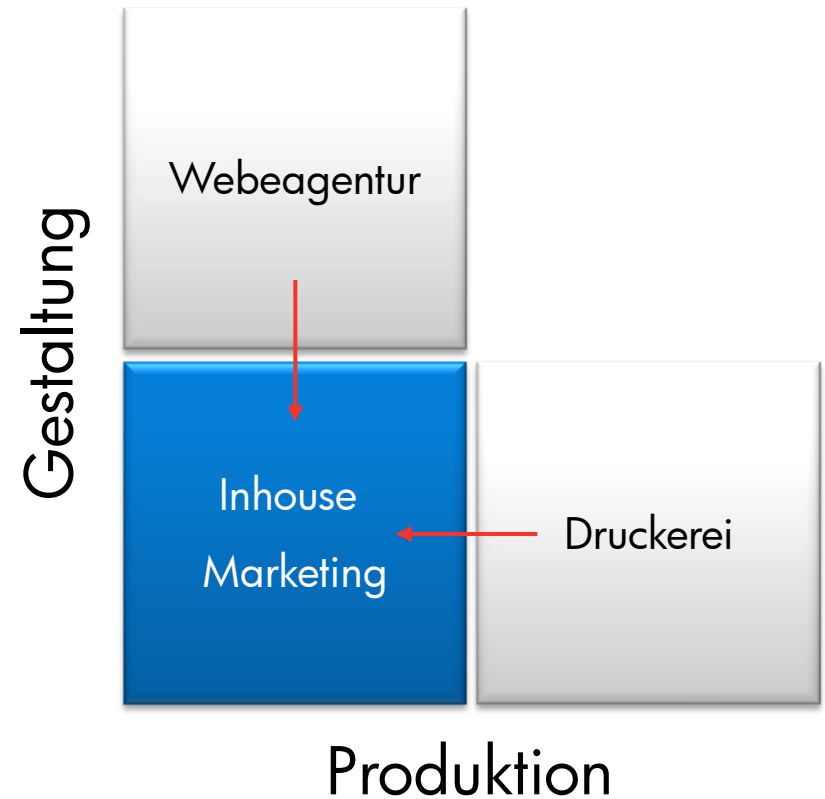 Webeagentur
Gestaltung
Inhouse
Marketing
Druckerei
Produktion